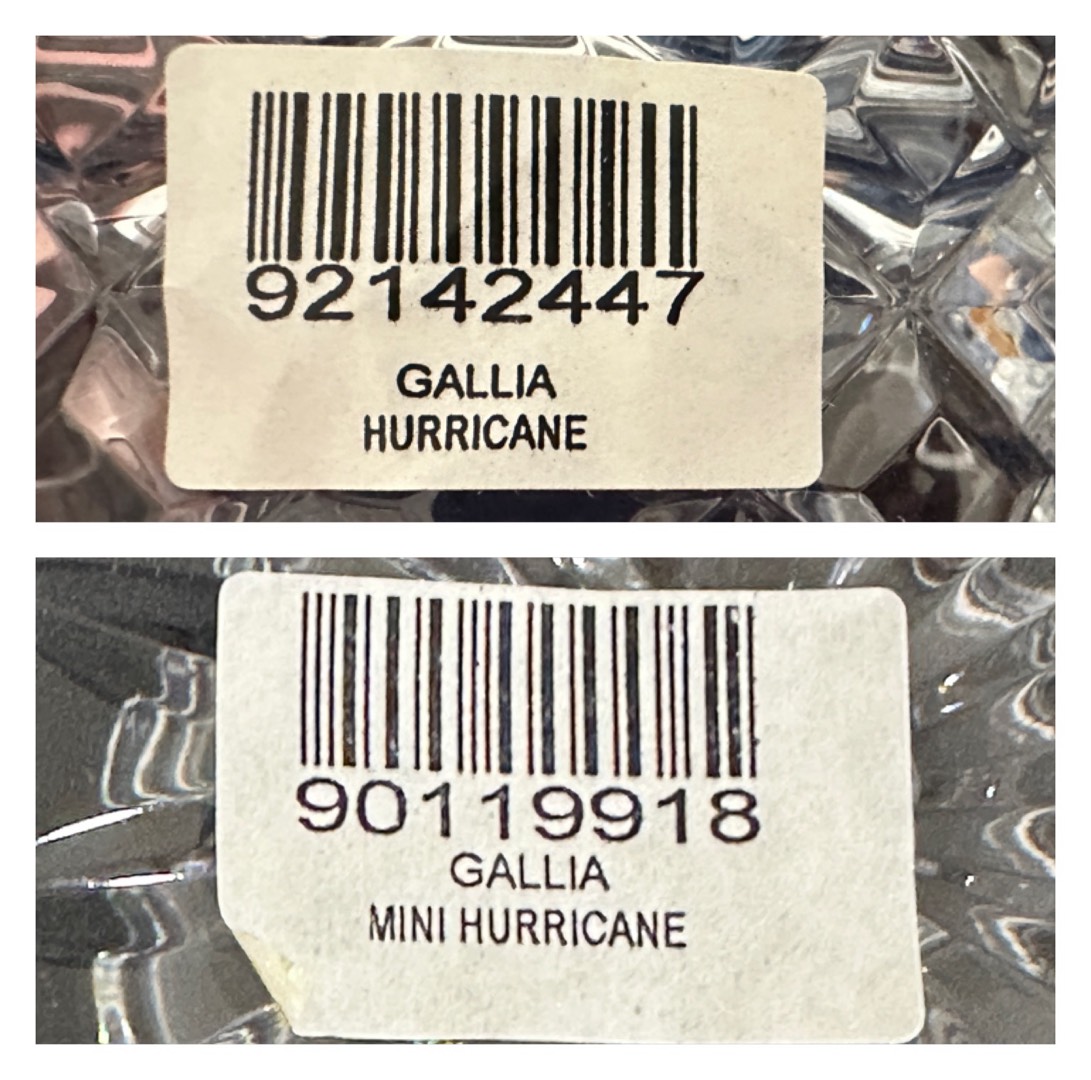 92142447
GALLIA
HURRICANE
90119918
GALLIA
MINI HURRICANE